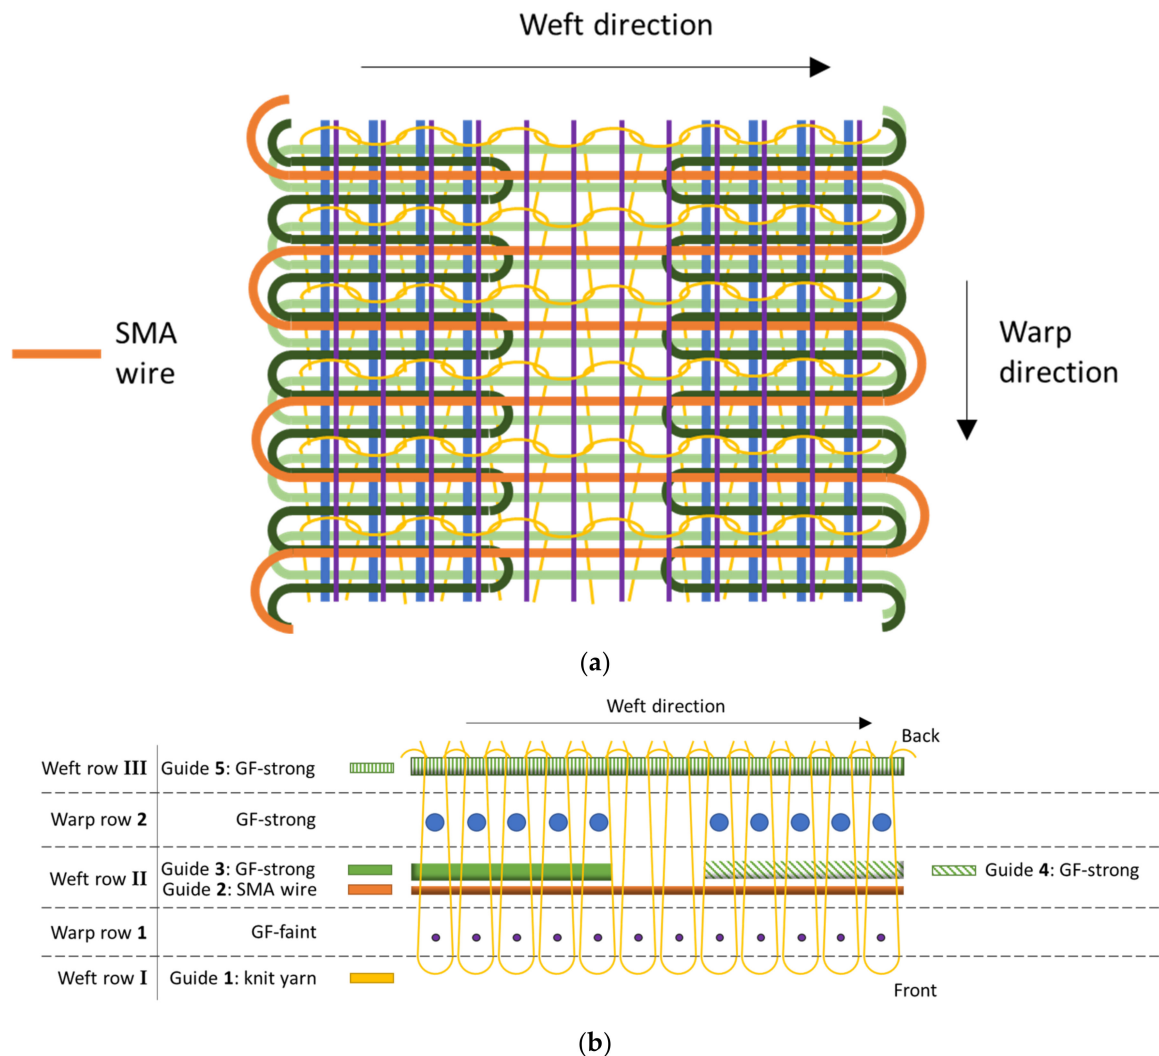 Weft direction
SMA
wire
Warp
direction
(a)
Weft direction
Back
Weft row III Guide 5: GF-strong
Warp row 2 GF-strong
Weft row II Guide 3: GF-strong
Guide 2: SMA wire
Guide 4: GF-strong
Warp row 1 GF-faint
Weft row I Guide 1: knit yarn
Front
(b)